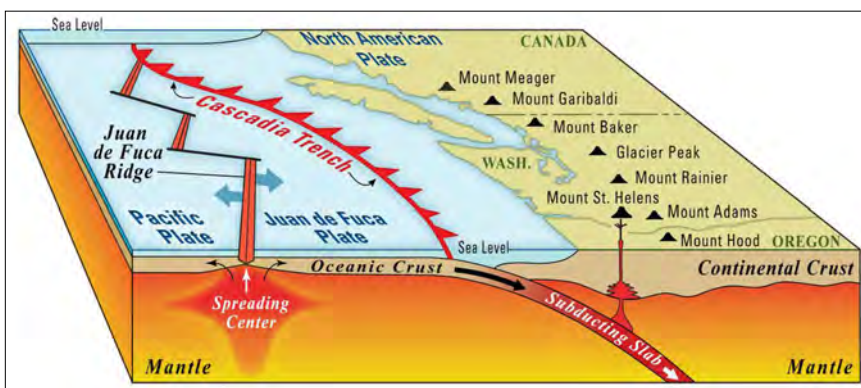 Sea Level
North American
Plate
CANADA
Mount Meager
Mount Garibaldi
Mount Baker
Cascadia Trench
Juan
de Fuca
Ridge
WASH.
Glacier Peak
Mount Rainier
Mount St. Helens
Mount Adams
Mount Hood
OREGON
Pacific
Plate
Juan de Fuca
Plate
Sea Level
Oceanic Crust
Continental Crust
Spreading
Center
Subducting Slab
Mantle
Mantle